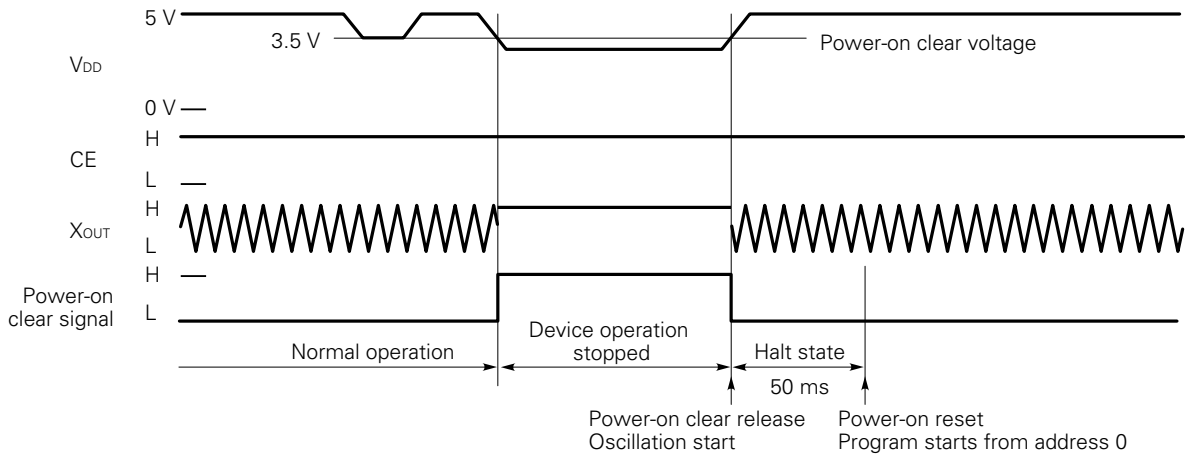 5 V
3.5 V
Power-on clear voltage
VDD
0 V
H
CE
L
H
XOUT
L
H
Power-on
clear signal
L
Normal operation
Device operation
stopped
Halt state
50 ms
Power-on clear release
Oscillation start
Power-on reset
Program starts from address 0